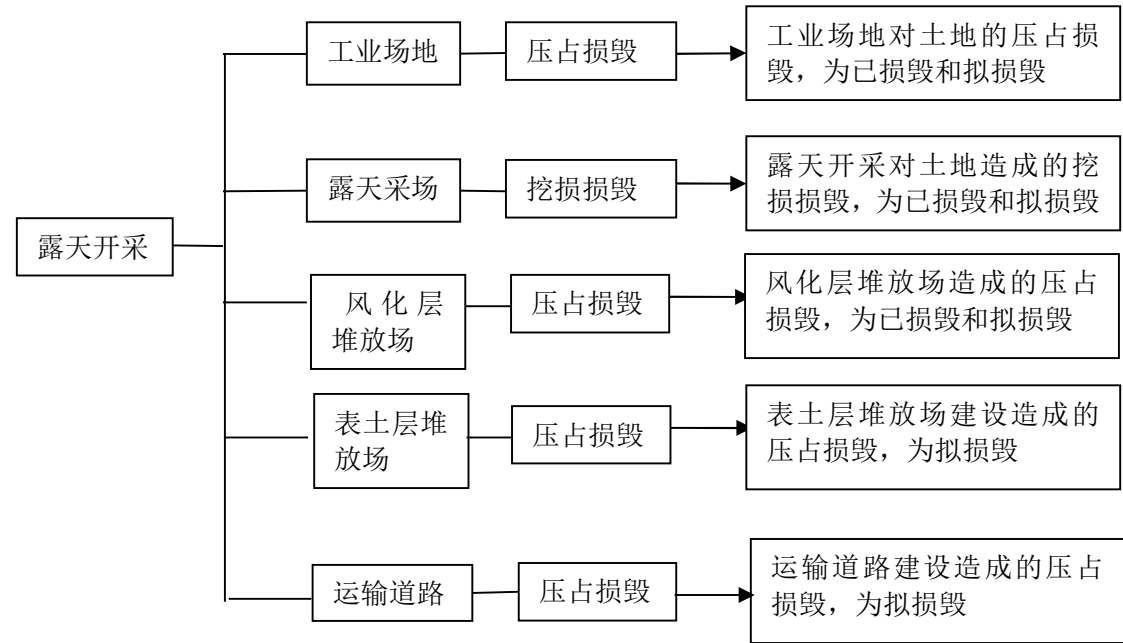 工业场地
压占损毁
工业场地对土地的压占损
毁，为已损毁和拟损毁
露天采场
挖损损毁
露天开采对土地造成的挖
损损毁，为已损毁和拟损毁
露天开采
风化层
堆放场
压占损毁
风化层堆放场造成的压占
损毁，为已损毁和拟损毁
表土层堆
放场
压占损毁
表土层堆放场建设造成的
压占损毁，为拟损毁
运输道路
压占损毁
运输道路建设造成的压占
损毁，为拟损毁